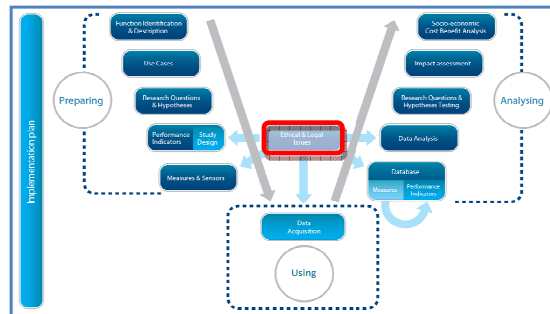 Implementation plan
Preparing
Function Identification
& Description
Use Cases
Research Questions
& Hypotheses
Performance
Indicators
Study
Design
Measures & Sensors
Ethical & Legal
Issues
Data
Acquisition
Using
Socio-economic
Cost Benefit Analysis
Impact assessment
Research Questions &
Hypotheses Testing
Data Analysis
Database
Measures
Performance
Indicators
Analysing